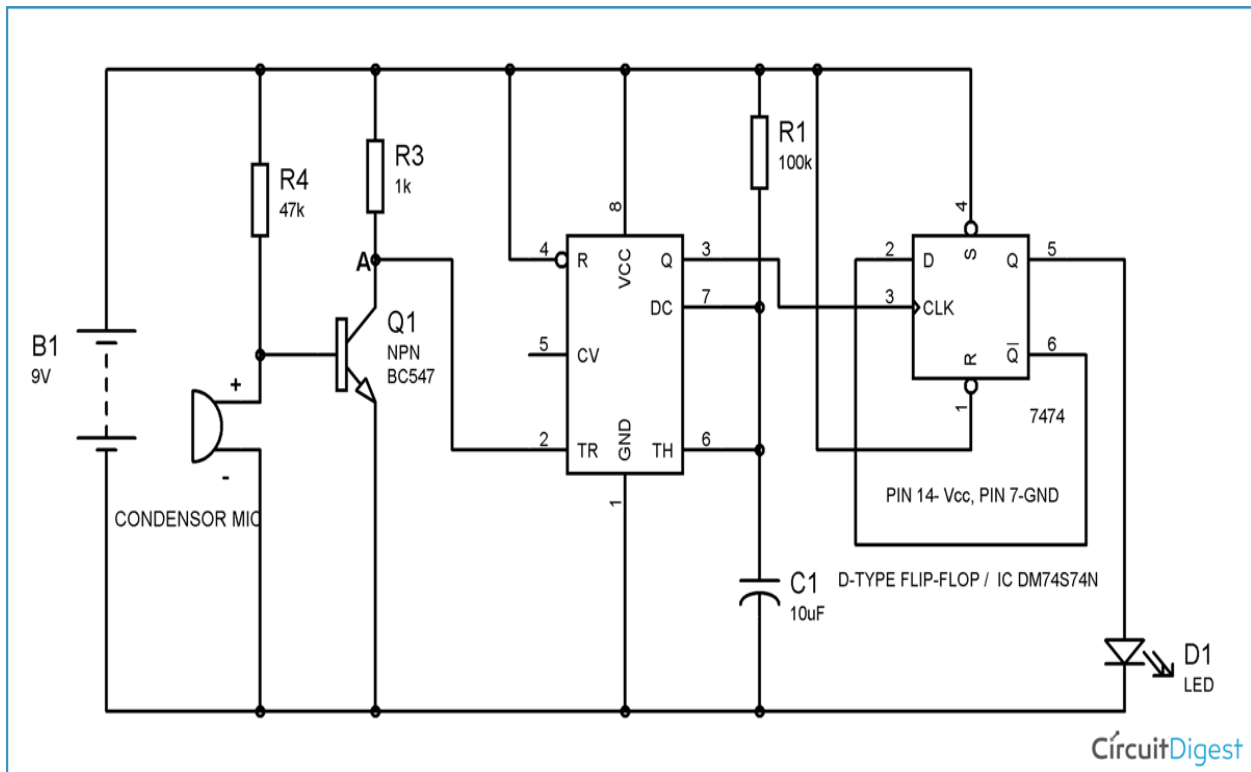 R1
100k
R3
1k
R4
47k
8
4
4
R
VCC
Q
3
2
D
S
Q
5
A
DC
7
3
CLK
Q1
NPN
BC547
B1
9V
5
CV
R
Q
6
+
1
7474
2
TR
GND
TH
6
-
1
PIN 14- Vcc, PIN 7-GND
CONDENSOR MIC
C1
10uF
D-TYPE FLIP-FLOP / IC DM74S74N
D1
LED
CircuitDigest